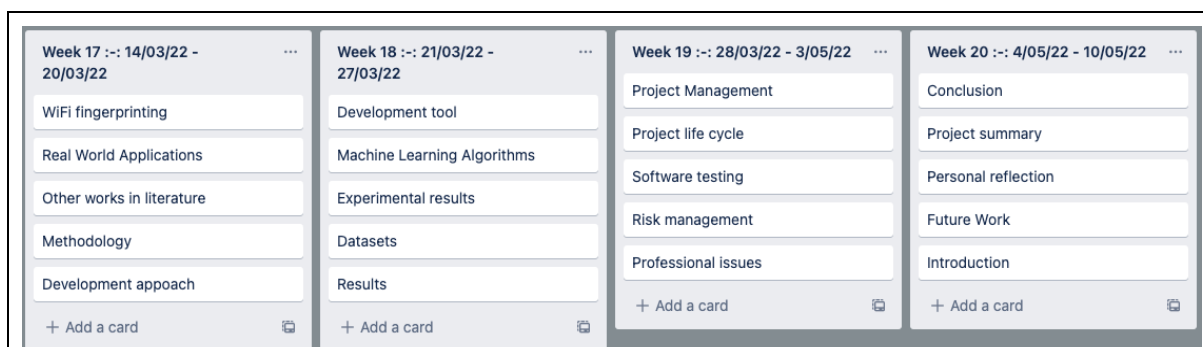 Week 17 :-: 14/03/22 -
20/03/22
WiFi fingerprinting
Real World Applications
Other works in literature
Methodology
Development appoach
+ Add a card
Week 18 :-: 21/03/22 -
27/03/22
Development tool
Machine Learning Algorithms
Experimental results
Datasets
Results
+ Add a card
Week 19 :-: 28/03/22 - 3/05/22
Project Management
Project life cycle
Software testing
Risk management
Professional issues
+ Add a card
Week 20 :-: 4/05/22 - 10/05/22
Conclusion
Project summary
Personal reflection
Future Work
Introduction
+ Add a card